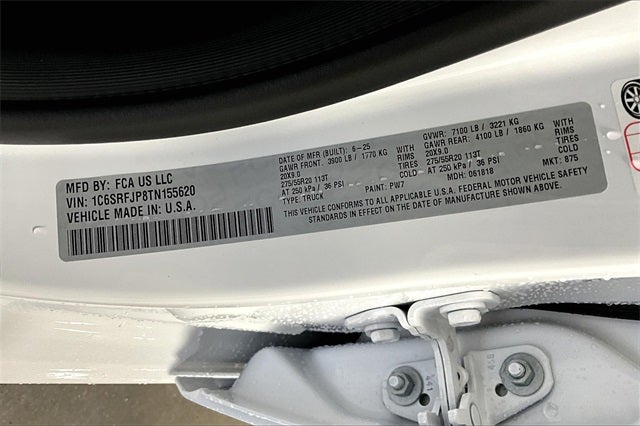 MFD BY: FCA US LLC
VIN: 1C6SRFJP8TN155620
VEHICLE MADE IN U.S.A.
DATE OF MFR (BUILT): 6-25
GAWR FRONT: 3900 LB / 1770 KG WITH
20X9.0 RIMS
275/55R20 113T TIRES
AT 250 kPa / 36 PSI COLD
TYPE: TRUCK PAINT: PW7
GVWR: 7100 LB / 3221 KG
GAWR REAR: 4100 LB / 1860 KG WITH
20X9.0 RIMS
275/55R20 113T TIRES
AT 250 kPa / 36 PSI COLD
MDH: 061818 MKT: 875
THIS VEHICLE CONFORMS TO ALL APPLICABLE U.S.A. FEDERAL MOTOR VEHICLE SAFETY
STANDARDS IN EFFECT ON THE DATE OF MANUFACTURE SHOWN ABOVE.